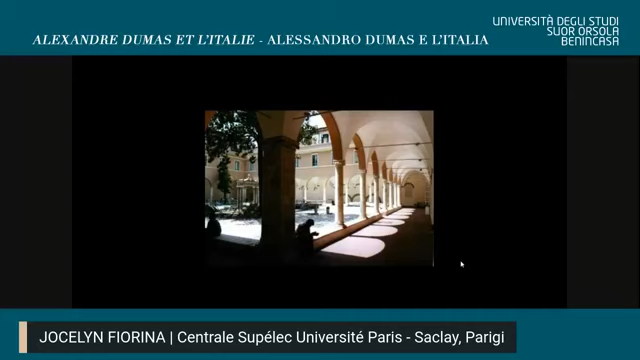 UNIVERSITÀ DEGLI STUDI
SUOR ORSOLA
BENINCASA
ALEXANDRE DUMAS ET L'ITALIE - ALESSANDRO DUMAS E L'ITALIA
JOCELYN FIORINA | Centrale Supélec Université Paris - Saclay, Parigi